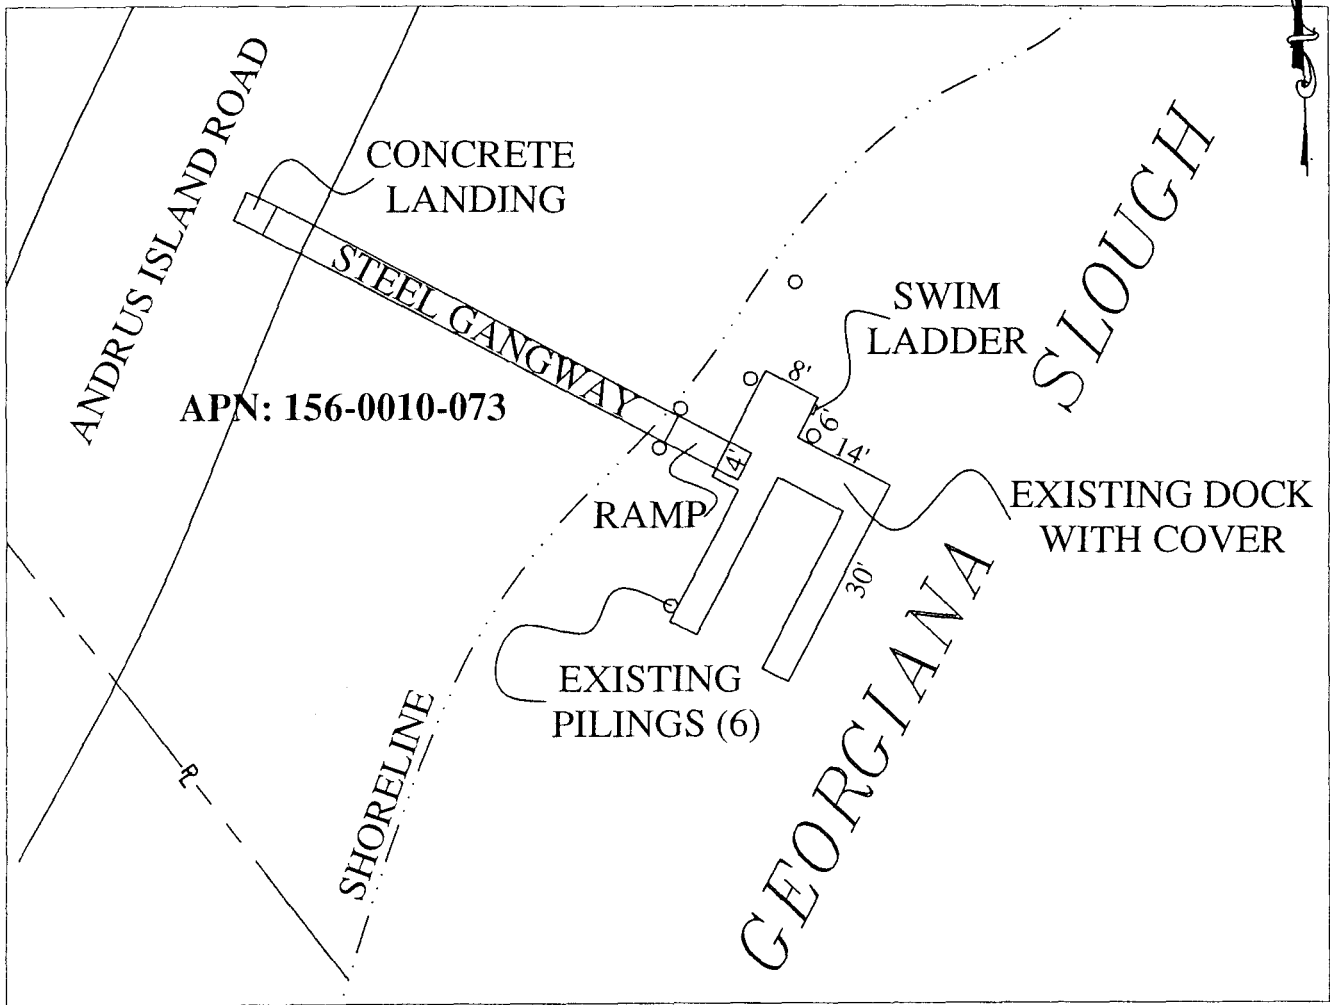 ANDRUS ISLAND ROAD
CONCRETE
LANDING
STEEL GANGWAY
APN: 156-0010-073
SWIM
LADDER
SLOUGH
8'
6'
14'
4'
RAMP
EXISTING DOCK
WITH COVER
30'
EXISTING
PILINGS (6)
GEORGIANA
SHORELINE
PL